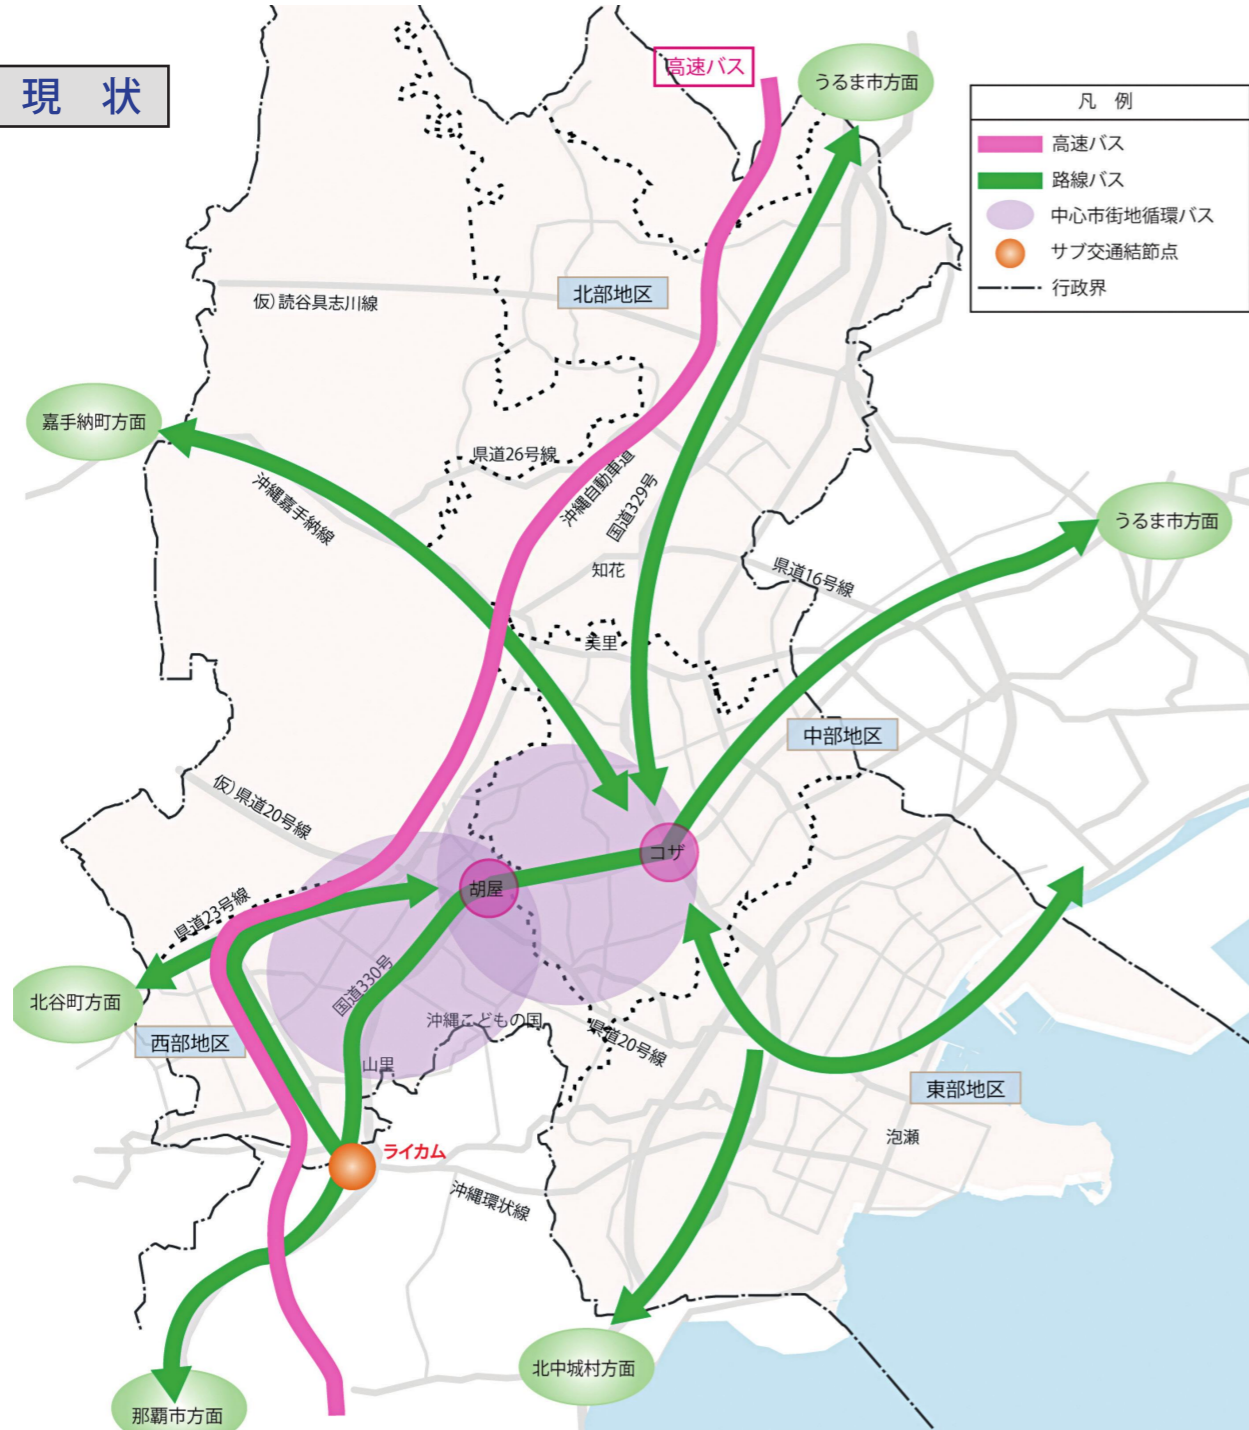 現 状
高速バス
うるま市方面
凡 例
高速バス
路線バス
中心市街地循環バス
サブ交通結節点
行政界
北部地区
仮)読谷具志川線
嘉手納町方面
県道26号線
沖縄自動車道
国道329号
沖縄嘉手納線
うるま市方面
知花
県道16号線
美里
中部地区
仮)県道20号線
コザ
胡屋
県道23号線
国道330号
北谷町方面
沖縄こどもの国
県道20号線
西部地区
山里
東部地区
泡瀬
ライカム
沖縄環状線
北中城村方面
那覇市方面